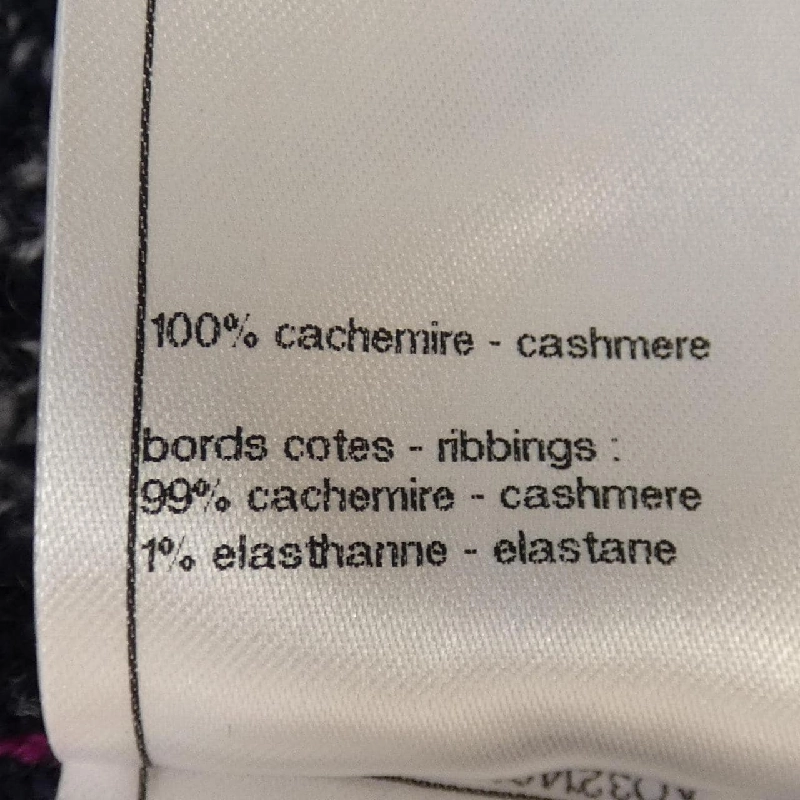 100% cachemire - cashmere
bords cotes - ribbings :
99% cachemire - cashmere
1% elasthanne - elastane